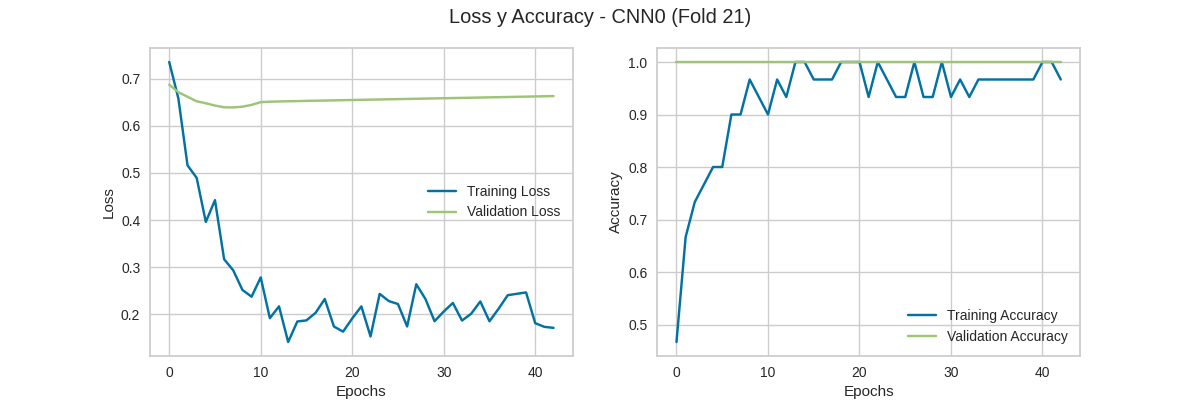 Loss y Accuracy - CNN0 (Fold 21)
0.7
0.6
0.5
0.4
0.3
0.2
Loss
0 10 20 30 40
Epochs
Training Loss
Validation Loss
1.0
0.9
0.8
0.7
0.6
0.5
Accuracy
0 10 20 30 40
Epochs
Training Accuracy
Validation Accuracy